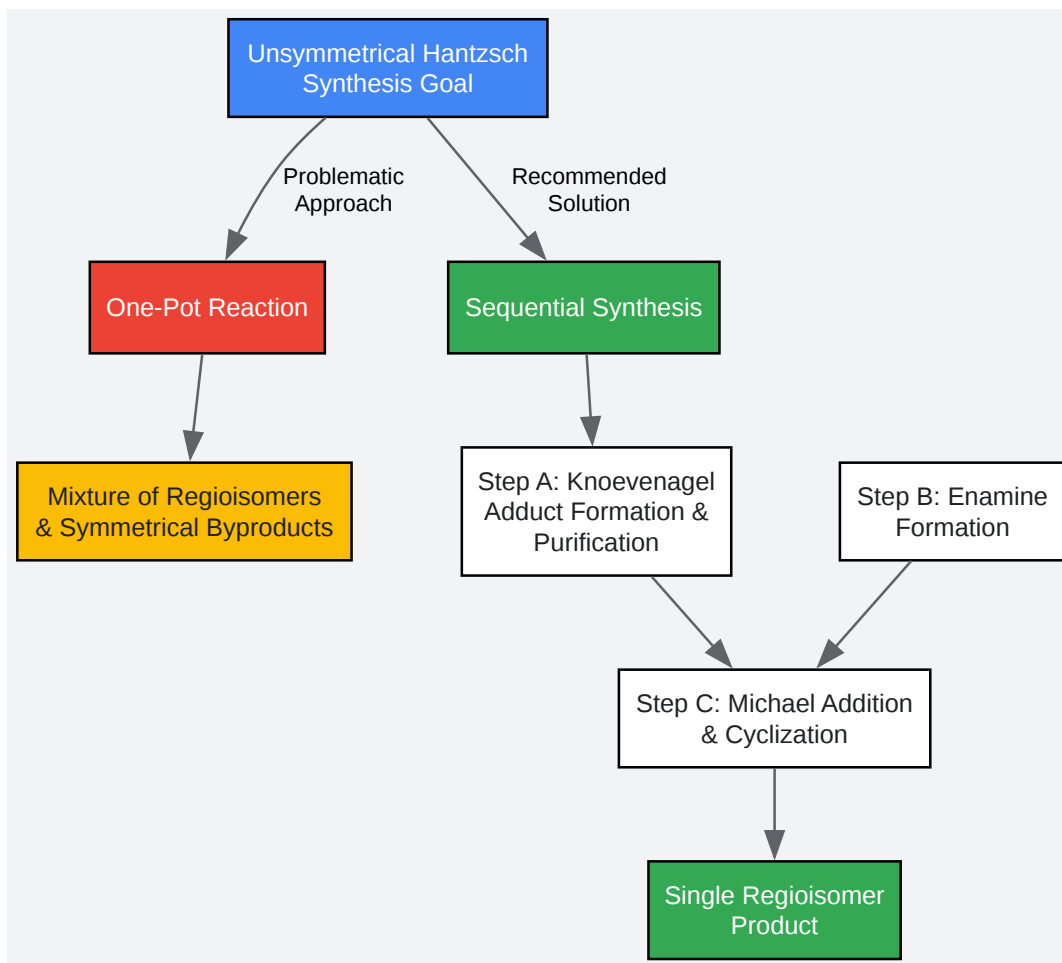 Unsymmetrical Hantzsch
Synthesis Goal
Problematic
Approach
Recommended
Solution
One-Pot Reaction
Sequential Synthesis
Mixture of Regioisomers
& Symmetrical Byproducts
Step A: Knoevenagel
Adduct Formation &
Purification
Step B: Enamine
Formation
Step C: Michael Addition
& Cyclization
Single Regioisomer
Product